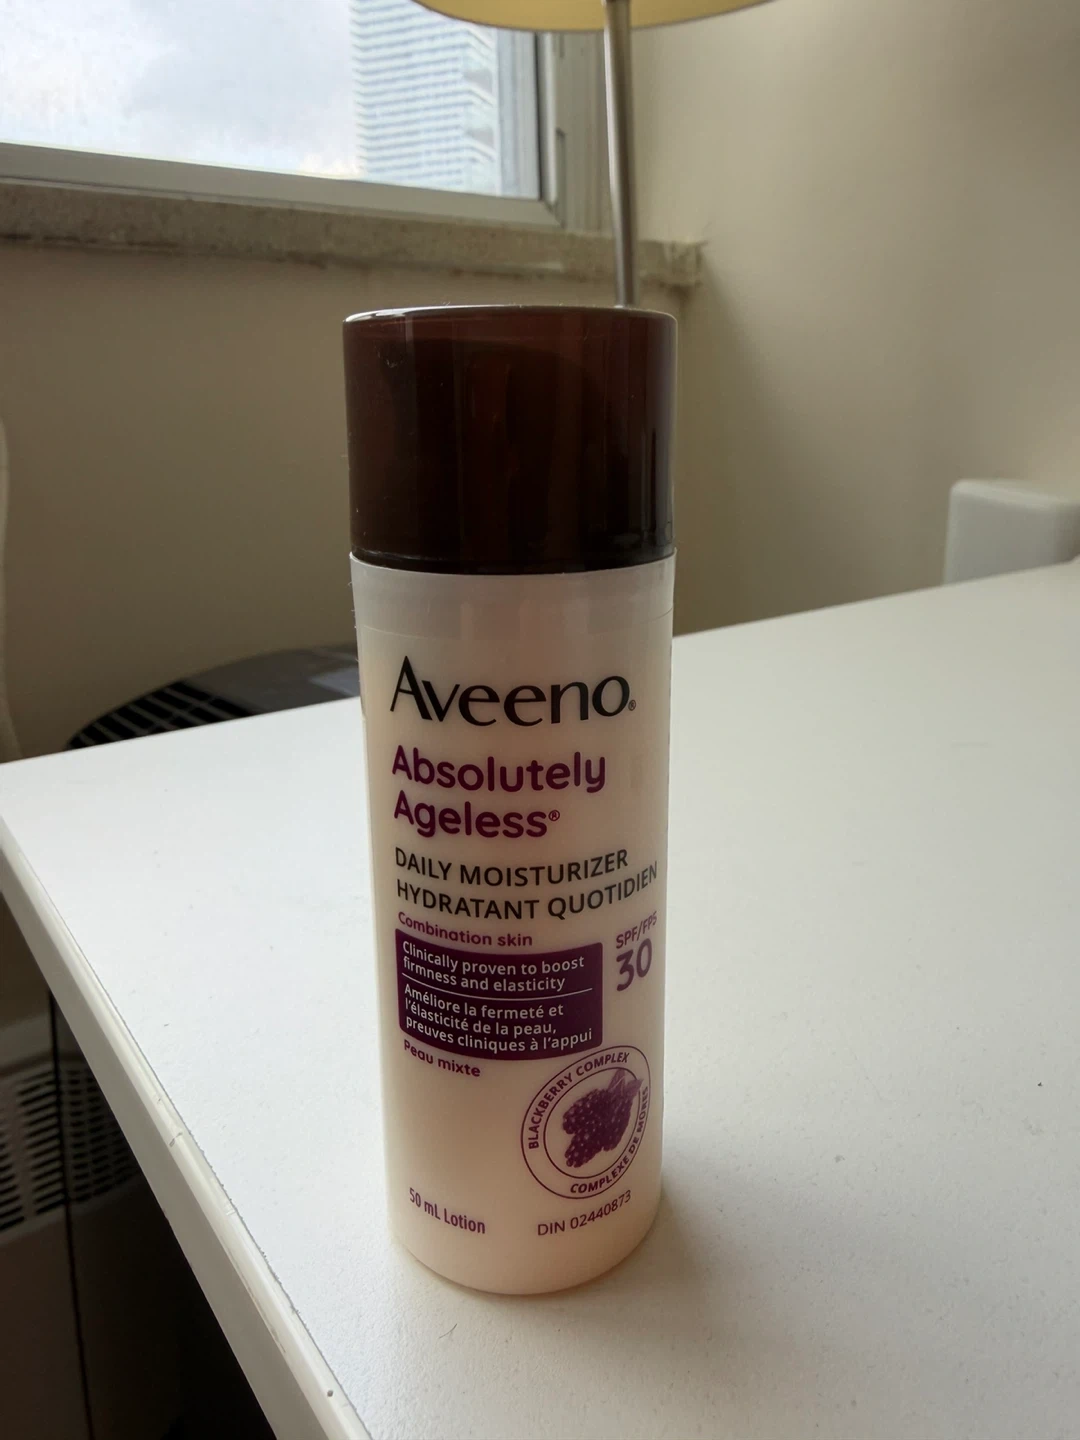 Aveeno®
Absolutely
Ageless®
DAILY MOISTURIZER
HYDRATANT QUOTIDIEN
Combination skin
SPF/FPS
30
Clinically proven to boost
firmness and elasticity
Améliore la fermeté et
l'élasticité de la peau,
preuves cliniques à l'appui
Peau mixte
BLACKBERRY COMPLEX
COMPLEXE DE MÛRES
50 mL Lotion
DIN 02440873